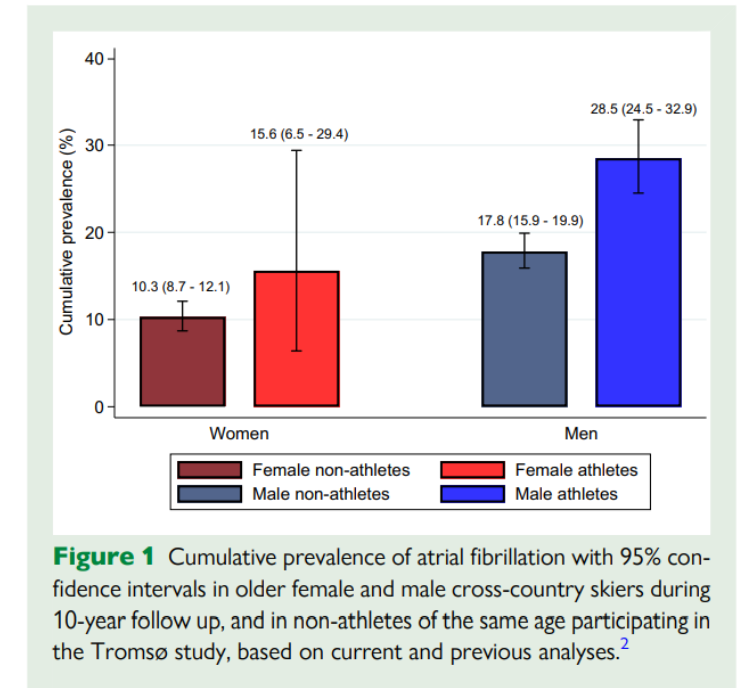 Cumulative prevalence (%)
40
30
20
10
0
10.3 (8.7 - 12.1)
15.6 (6.5 - 29.4)
17.8 (15.9 - 19.9)
28.5 (24.5 - 32.9)
Women
Men
Female non-athletes
Female athletes
Male non-athletes
Male athletes
Figure 1 Cumulative prevalence of atrial fibrillation with 95% con-
fidence intervals in older female and male cross-country skiers during
10-year follow up, and in non-athletes of the same age participating in
the Tromsø study, based on current and previous analyses.2